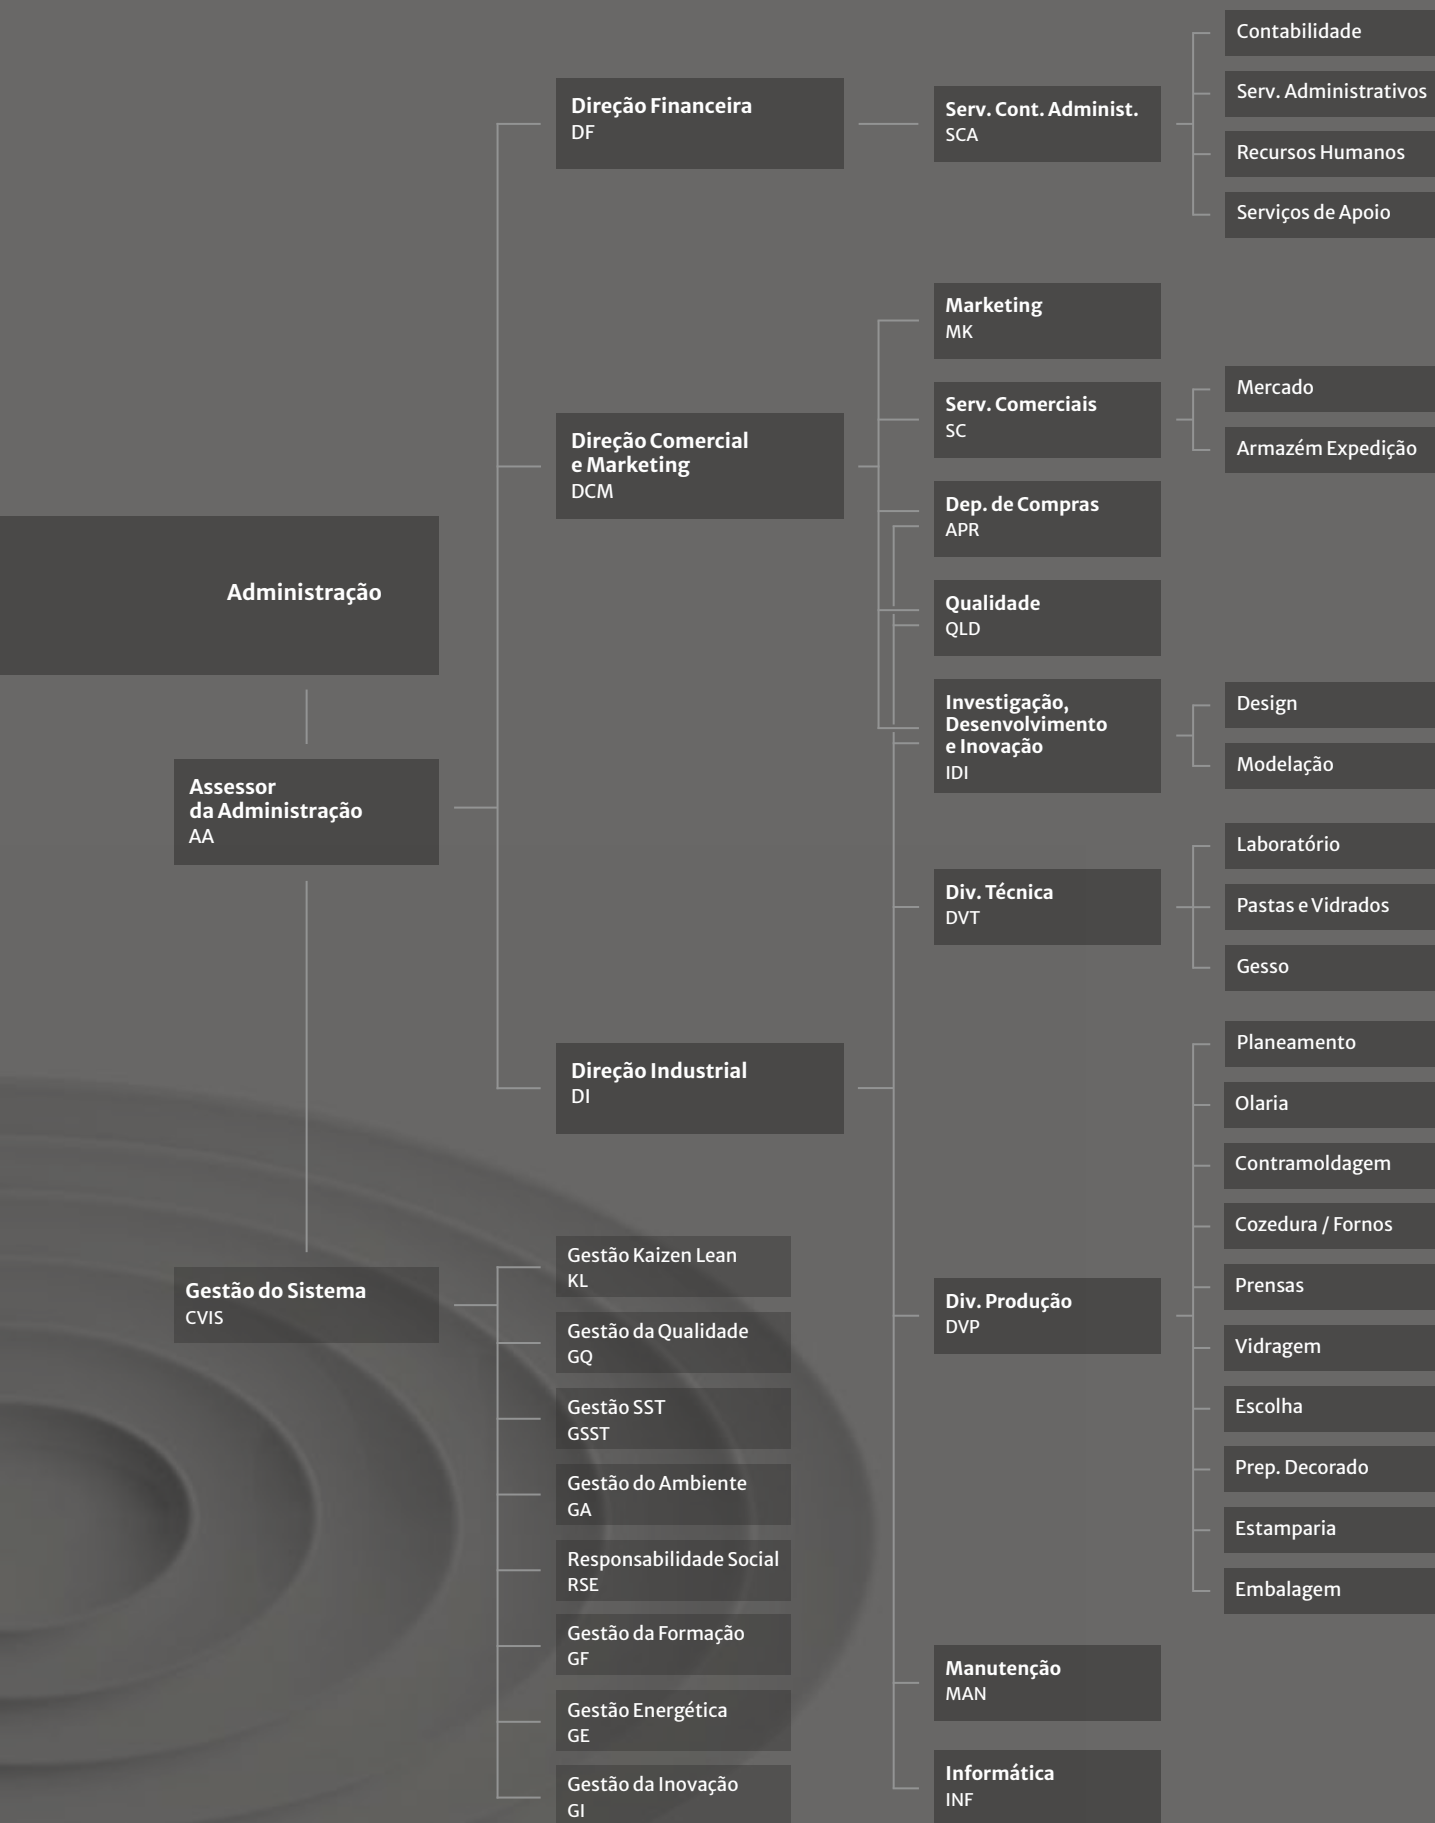 Administração
Assessor
da Administração
AA
Gestão do Sistema
CVIS
Direção Financeira
DF
Direção Comercial
e Marketing
DCM
Direção Industrial
DI
Gestão Kaizen Lean
KL
Gestão da Qualidade
GQ
Gestão SST
GSST
Gestão do Ambiente
GA
Responsabilidade Social
RSE
Gestão da Formação
GF
Gestão Energética
GE
Gestão da Inovação
GI
Serv. Cont. Administ.
SCA
Marketing
MK
Serv. Comerciais
SC
Dep. de Compras
APR
Qualidade
QLD
Investigação,
Desenvolvimento
e Inovação
IDI
Div. Técnica
DVT
Div. Produção
DVP
Manutenção
MAN
Informática
INF
Contabilidade
Serv. Administrativos
Recursos Humanos
Serviços de Apoio
Mercado
Armazém Expedição
Design
Modelação
Laboratório
Pastas e Vidrados
Gesso
Planeamento
Olaria
Contramoldagem
Cozedura / Fornos
Prensas
Vidragem
Escolha
Prep. Decorado
Estamparia
Embalagem